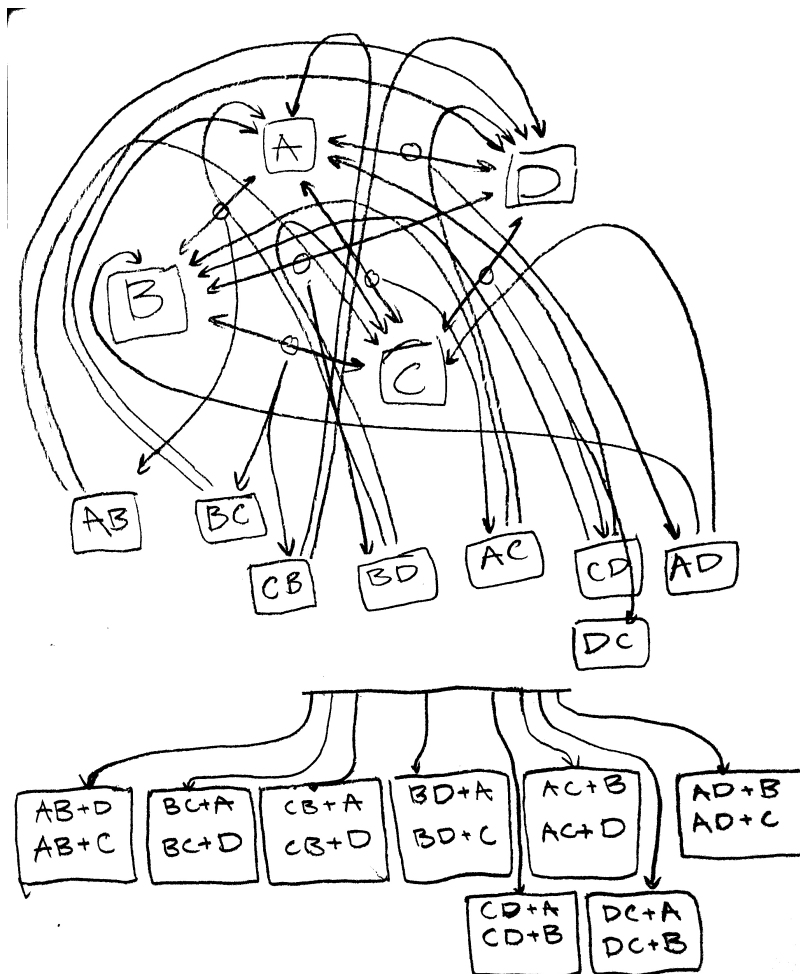 A
D
B
C
AB
BC
CB
BD
AC
CD
AD
DC
AB+D
AB+C
BC+A
BC+D
CB+A
CB+D
BD+A
BD+C
AC+B
AC+D
AD+B
AD+C
CD+A
CD+B
DC+A
DC+B